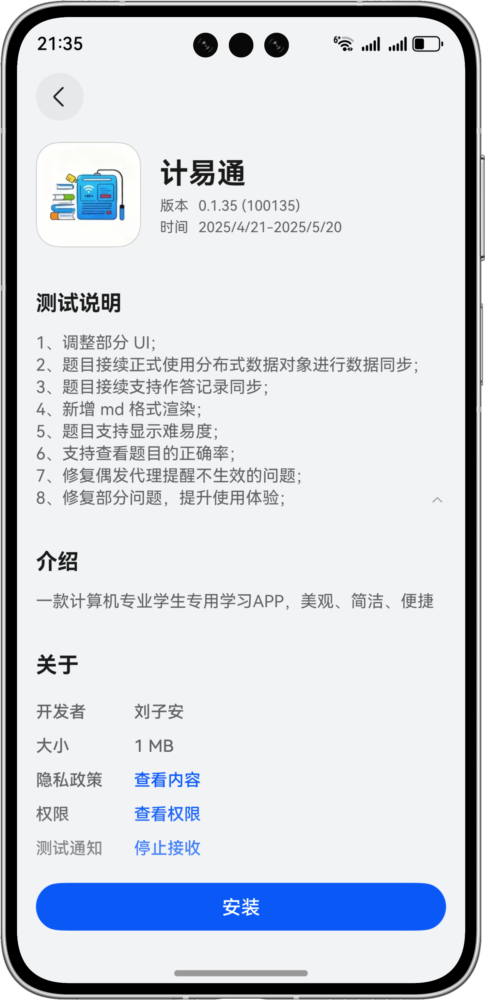 21:35
计易通
版本 0.1.35 (100135)
时间 2025/4/21-2025/5/20
测试说明
1、调整部分 UI;
2、题目接续正式使用分布式数据对象进行数据同步;
3、题目接续支持作答记录同步;
4、新增 md 格式渲染;
5、题目支持显示难易度;
6、支持查看题目的正确率;
7、修复偶发代理提醒不生效的问题;
8、修复部分问题，提升使用体验;
介绍
一款计算机专业学生专用学习APP，美观、简洁、便捷
关于
开发者 刘子安
大小 1 MB
隐私政策 查看内容
权限 查看权限
测试通知 停止接收
安装